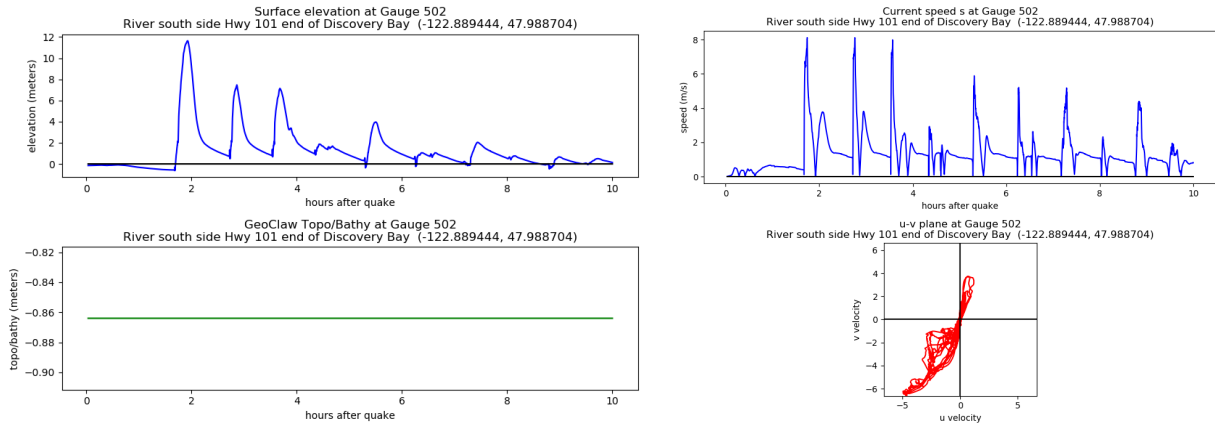 Surface elevation at Gauge 502
River south side Hwy 101 end of Discovery Bay (-122.889444, 47.988704)
elevation (meters)
12
10
8
6
4
2
0
0
2
4
6
8
10
hours after quake
Current speed s at Gauge 502
River south side Hwy 101 end of Discovery Bay (-122.889444, 47.988704)
speed (m/s)
8
6
4
2
0
0
2
4
6
8
10
hours after quake
GeoClaw Topo/Bathy at Gauge 502
River south side Hwy 101 end of Discovery Bay (-122.889444, 47.988704)
topo/bathy (meters)
−0.82
−0.84
−0.86
−0.88
−0.90
0
2
4
6
8
10
hours after quake
u-v plane at Gauge 502
River south side Hwy 101 end of Discovery Bay (-122.889444, 47.988704)
v velocity
6
4
2
0
−2
−4
−6
−5
0
5
u velocity